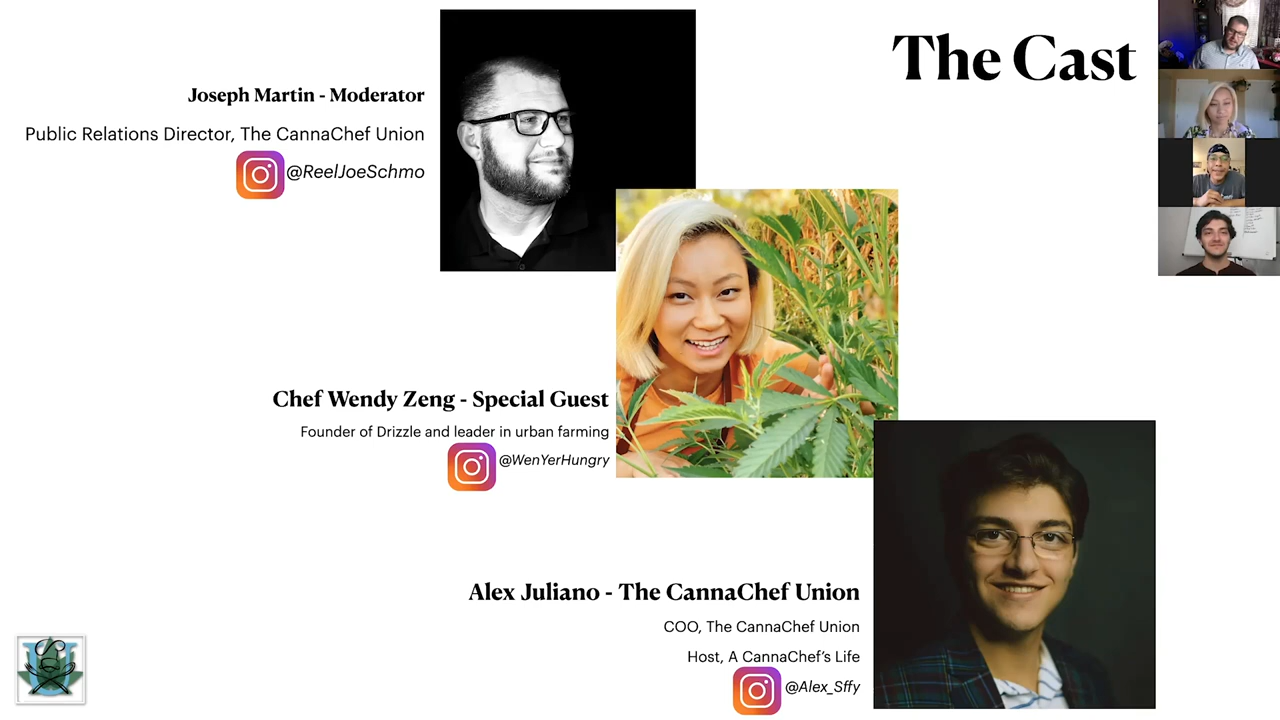 The Cast
Joseph Martin - Moderator
Public Relations Director, The CannaChef Union
@ReelJoeSchmo
Chef Wendy Zeng - Special Guest
Founder of Drizzle and leader in urban farming
@WenYerHungry
Alex Juliano - The CannaChef Union
COO, The CannaChef Union
Host, A CannaChef's Life
@Alex_Sffy